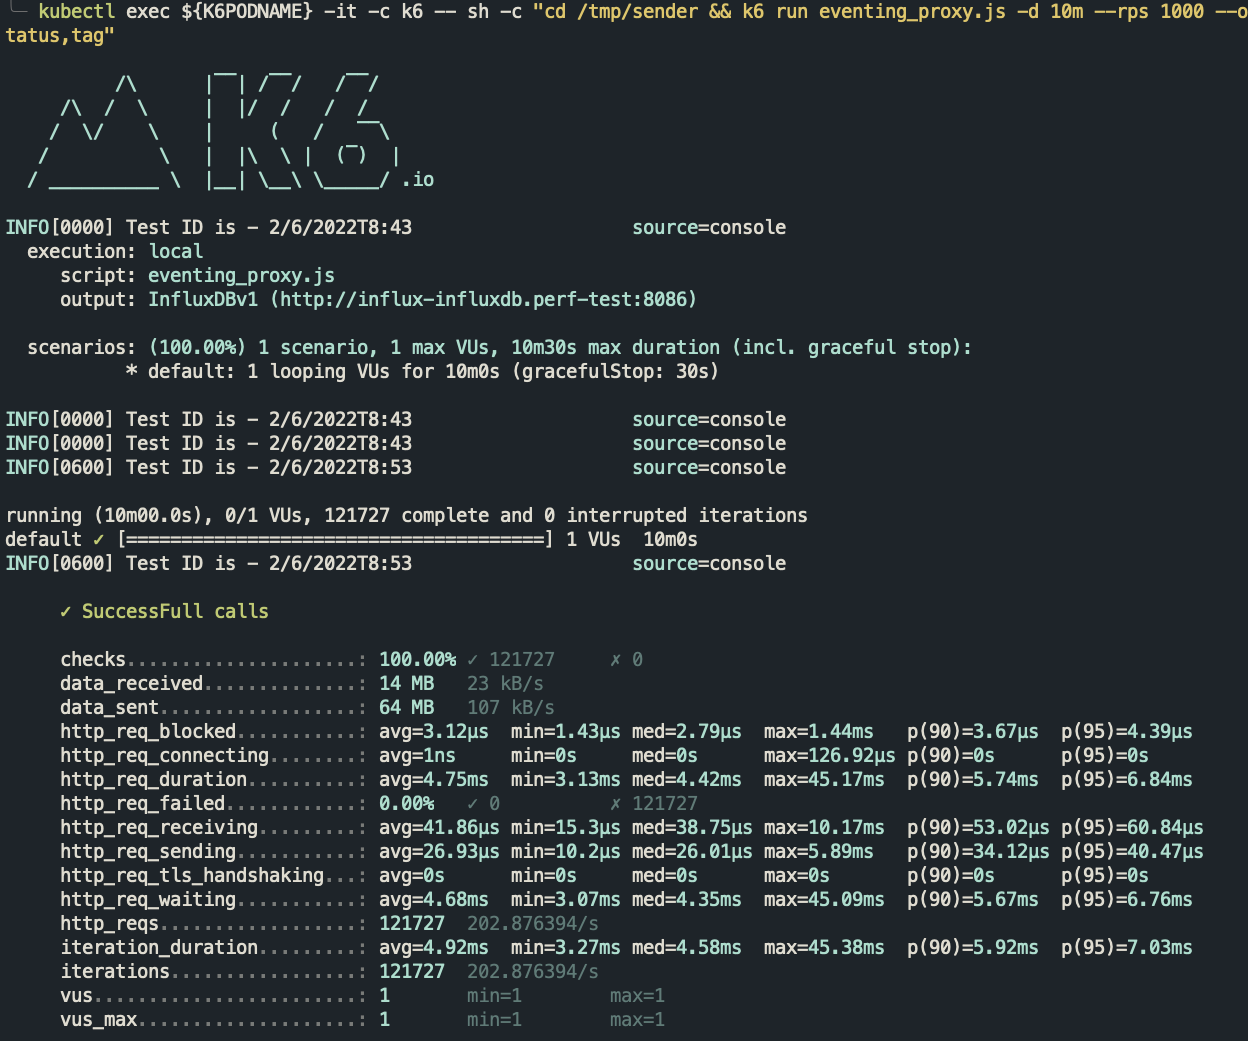 kubectl exec ${K6PODNAME} -it -c k6 -- sh -c "cd /tmp/sender && k6 run eventing_proxy.js -d 10m --rps 1000 --o
tatus,tag"
.io
INFO[0000] Test ID is - 2/6/2022T8:43 source=console
execution: local
script: eventing_proxy.js
output: InfluxDBv1 (http://influx-influxdb.perf-test:8086)
scenarios: (100.00%) 1 scenario, 1 max VUs, 10m30s max duration (incl. graceful stop):
* default: 1 looping VUs for 10m0s (gracefulStop: 30s)
INFO[0000] Test ID is - 2/6/2022T8:43 source=console
INFO[0000] Test ID is - 2/6/2022T8:43 source=console
INFO[0600] Test ID is - 2/6/2022T8:53 source=console
running (10m00.0s), 0/1 VUs, 121727 complete and 0 interrupted iterations
default ✓ [======================================] 1 VUs 10m0s
INFO[0600] Test ID is - 2/6/2022T8:53 source=console
✓ SuccessFull calls
checks.....................: 100.00% ✓ 121727 ✗ 0
data_received..............: 14 MB 23 kB/s
data_sent..................: 64 MB 107 kB/s
http_req_blocked...........: avg=3.12µs min=1.43µs med=2.79µs max=1.44ms p(90)=3.67µs p(95)=4.39µs
http_req_connecting........: avg=1ns min=0s med=0s max=126.92µs p(90)=0s p(95)=0s
http_req_duration..........: avg=4.75ms min=3.13ms med=4.42ms max=45.17ms p(90)=5.74ms p(95)=6.84ms
http_req_failed............: 0.00% ✓ 0 ✗ 121727
http_req_receiving.........: avg=41.86µs min=15.3µs med=38.75µs max=10.17ms p(90)=53.02µs p(95)=60.84µs
http_req_sending...........: avg=26.93µs min=10.2µs med=26.01µs max=5.89ms p(90)=34.12µs p(95)=40.47µs
http_req_tls_handshaking...: avg=0s min=0s med=0s max=0s p(90)=0s p(95)=0s
http_req_waiting...........: avg=4.68ms min=3.07ms med=4.35ms max=45.09ms p(90)=5.67ms p(95)=6.76ms
http_reqs..................: 121727 202.876394/s
iteration_duration.........: avg=4.92ms min=3.27ms med=4.58ms max=45.38ms p(90)=5.92ms p(95)=7.03ms
iterations.................: 121727 202.876394/s
vus........................: 1 min=1 max=1
vus_max....................: 1 min=1 max=1